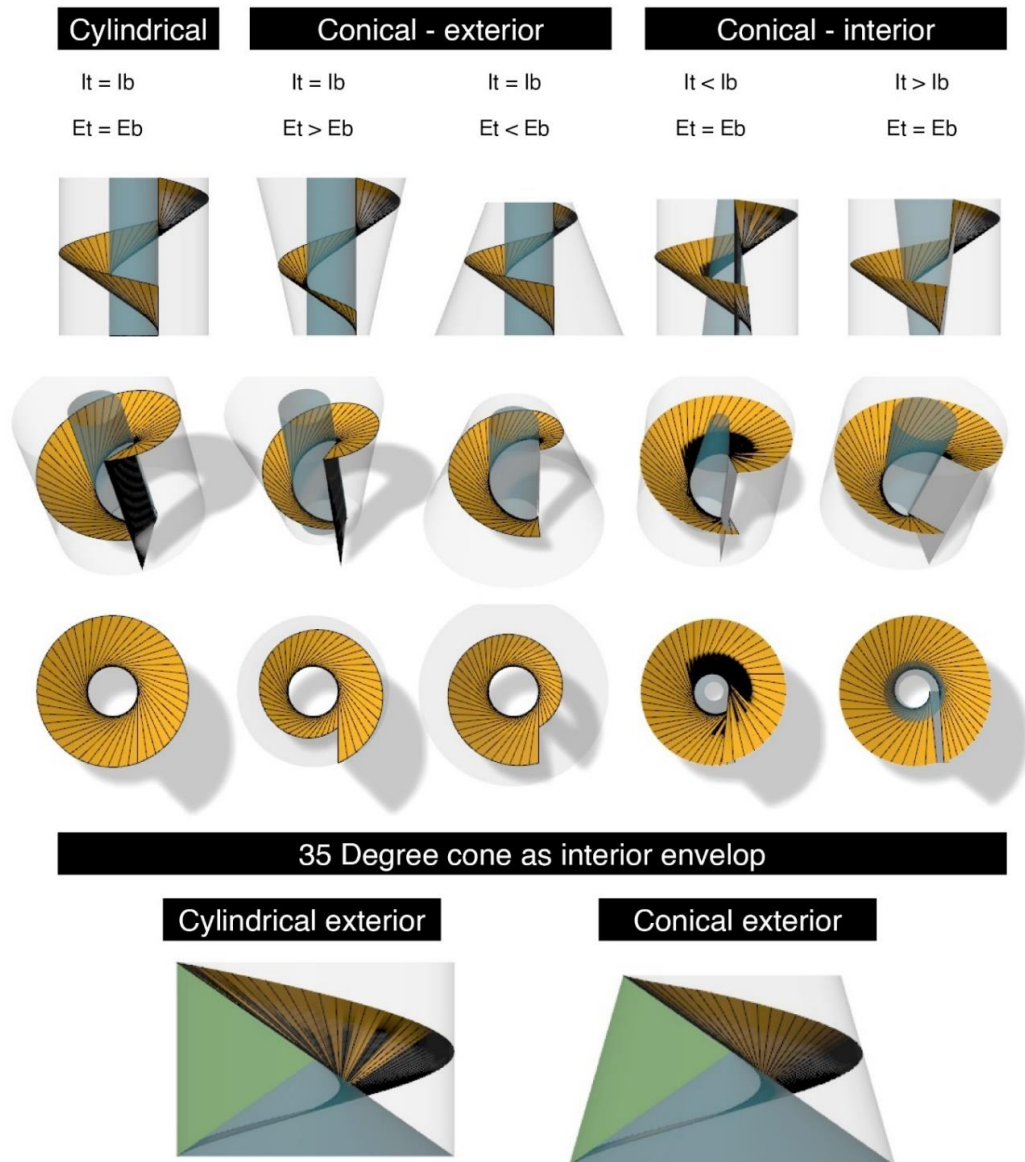 Cylindrical
Conical - exterior
Conical - interior
It = Ib
It = Ib
It = Ib
It < Ib
It > Ib
Et = Eb
Et > Eb
Et < Eb
Et = Eb
Et = Eb
35 Degree cone as interior envelop
Cylindrical exterior
Conical exterior